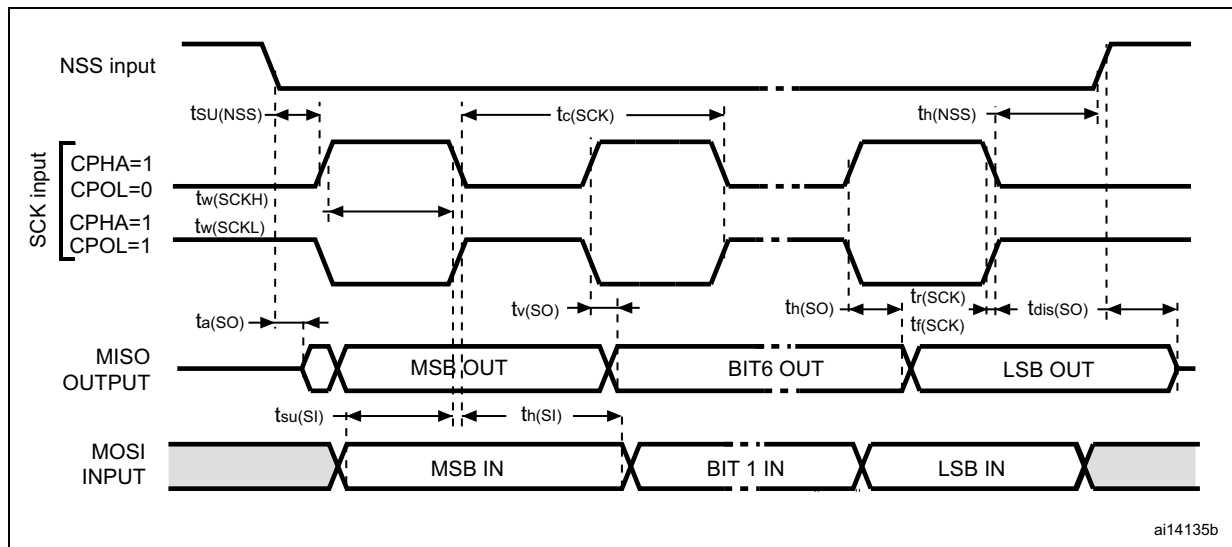 NSS input
tSU(NSS)
tc(SCK)
th(NSS)
SCK input
CPHA=1
CPOL=0
tw(SCKH)
CPHA=1
tw(SCKL)
CPOL=1
ta(SO)
tv(SO)
th(SO)
tr(SCK)
tf(SCK)
tdis(SO)
MISO
OUTPUT
MSB OUT
BIT6 OUT
LSB OUT
tsu(SI)
th(SI)
MOSI
INPUT
MSB IN
BIT 1 IN
LSB IN
ai14135b